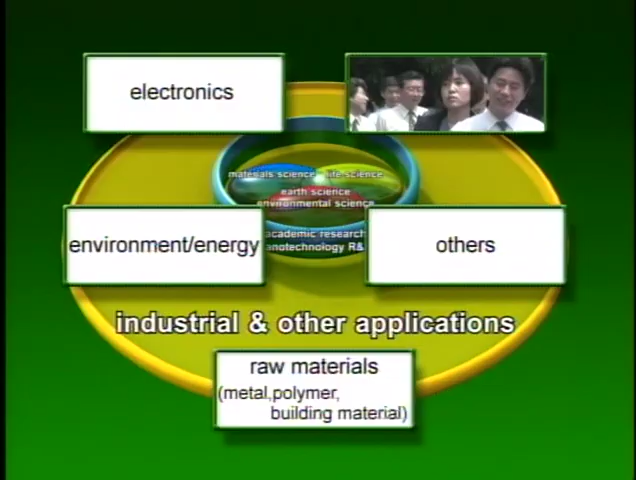 electronics
materials science
life science
earth science
environmental science
environment/energy
academic research
nanotechnology R&
others
industrial & other applications
raw materials
(metal,polymer,
building material)